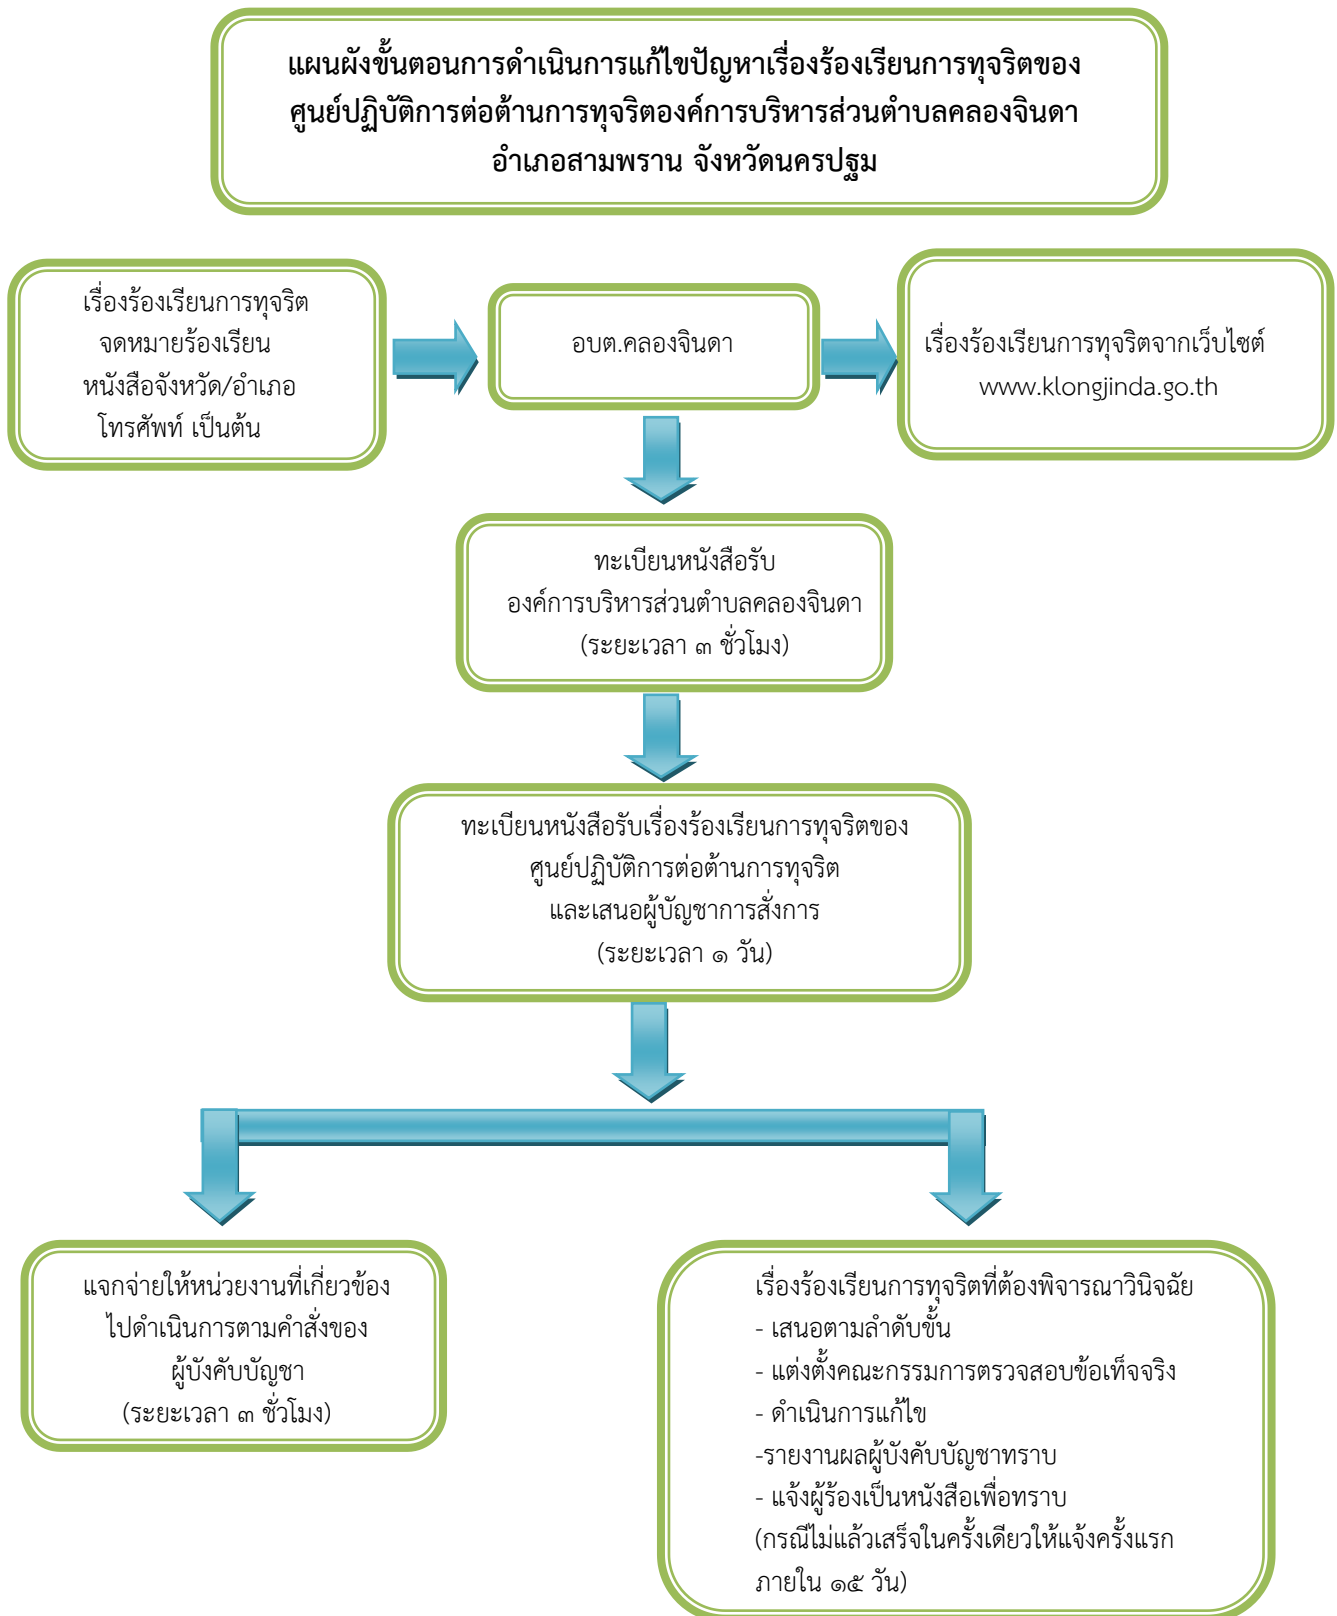 แผนผังขั้นตอนการดำเนินการแก้ไขปัญหาเรื่องร้องเรียนการทุจริตของ
ศูนย์ปฏิบัติการต่อต้านการทุจริตองค์การบริหารส่วนตำบลคลองจินดา
อำเภอสามพราน จังหวัดนครปฐม
เรื่องร้องเรียนการทุจริต
จดหมายร้องเรียน
หนังสือจังหวัด/อำเภอ
โทรศัพท์ เป็นต้น
อบต.คลองจินดา
เรื่องร้องเรียนการทุจริตจากเว็บไซต์
www.klongjinda.go.th
ทะเบียนหนังสือรับ
องค์การบริหารส่วนตำบลคลองจินดา
(ระยะเวลา ๓ ชั่วโมง)
ทะเบียนหนังสือรับเรื่องร้องเรียนการทุจริตของ
ศูนย์ปฏิบัติการต่อต้านการทุจริต
และเสนอผู้บัญชาการสั่งการ
(ระยะเวลา ๑ วัน)
แจกจ่ายให้หน่วยงานที่เกี่ยวข้อง
ไปดำเนินการตามคำสั่งของ
ผู้บังคับบัญชา
(ระยะเวลา ๓ ชั่วโมง)
เรื่องร้องเรียนการทุจริตที่ต้องพิจารณาวินิจฉัย
- เสนอตามลำดับขั้น
- แต่งตั้งคณะกรรมการตรวจสอบข้อเท็จจริง
- ดำเนินการแก้ไข
-รายงานผลผู้บังคับบัญชาทราบ
- แจ้งผู้ร้องเป็นหนังสือเพื่อทราบ
(กรณีไม่แล้วเสร็จในครั้งเดียวให้แจ้งครั้งแรก
ภายใน ๑๕ วัน)